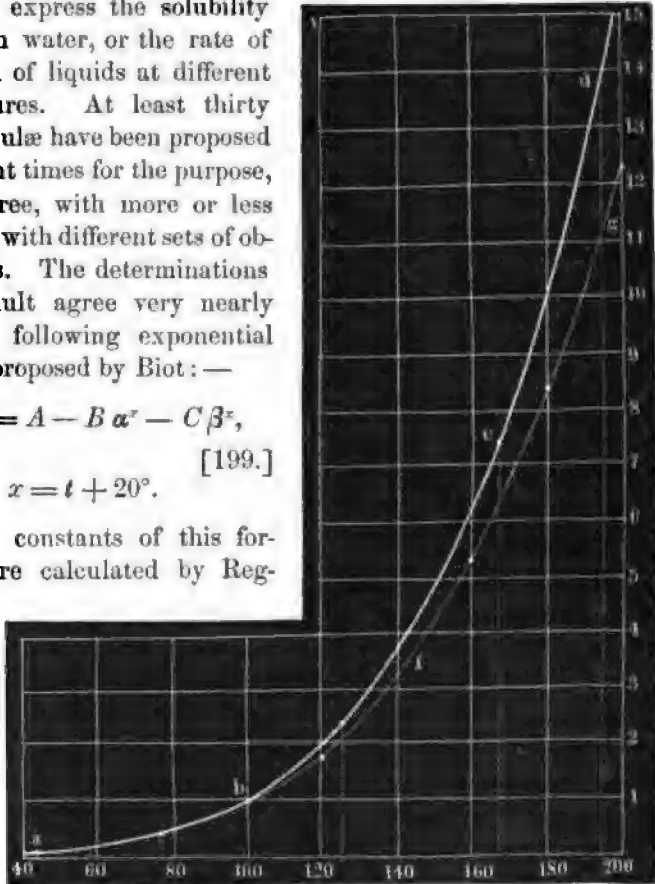 express the solubility
water, or the rate of
of liquids at different
ures. At least thirty
ulæ have been proposed
nt times for the purpose,
ree, with more or less
with different sets of ob-
s. The determinations
ult agree very nearly
following exponential
proposed by Biot : —
= A — B α^x — C β^x,
[199.]
x = t + 20°.
constants of this for-
re calculated by Reg-
15
d
14
13
12
g
11
10
9
8
c
7
6
5
4
f
3
2
b
1
a
40 60 80 100 120 140 160 180 200